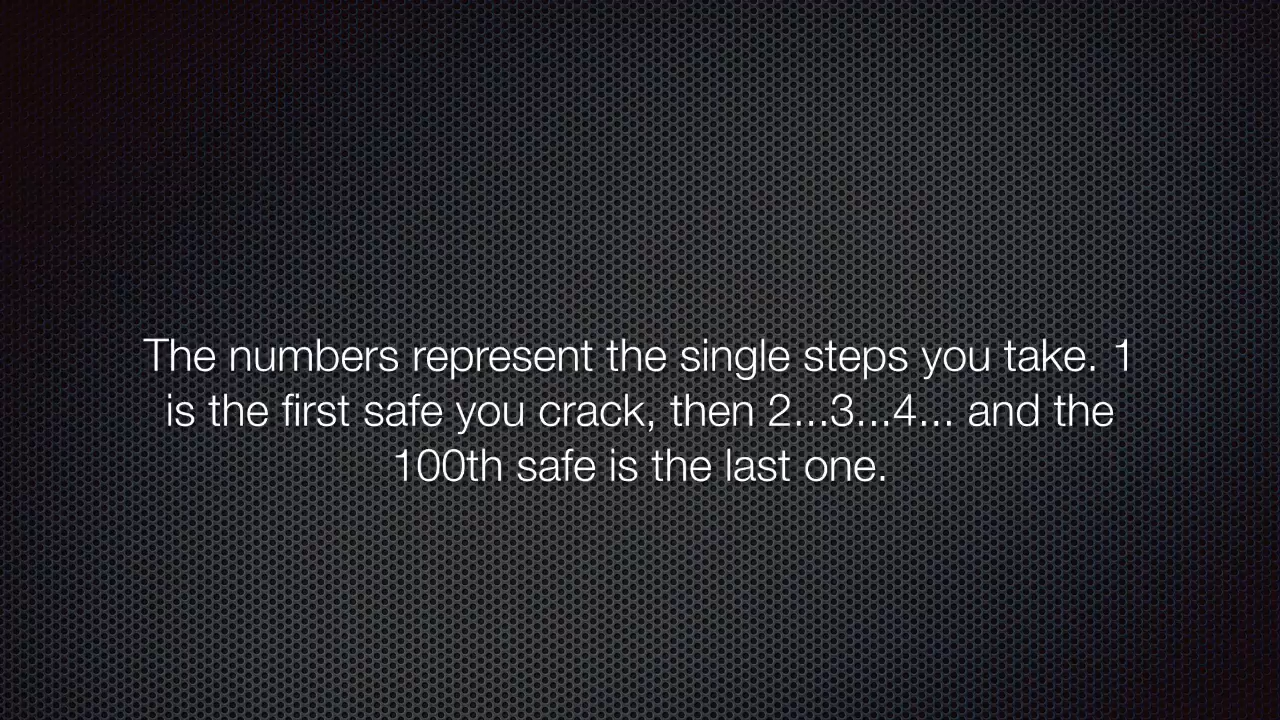 The numbers represent the single steps you take. 1
is the first safe you crack, then 2...3...4... and the
100th safe is the last one.